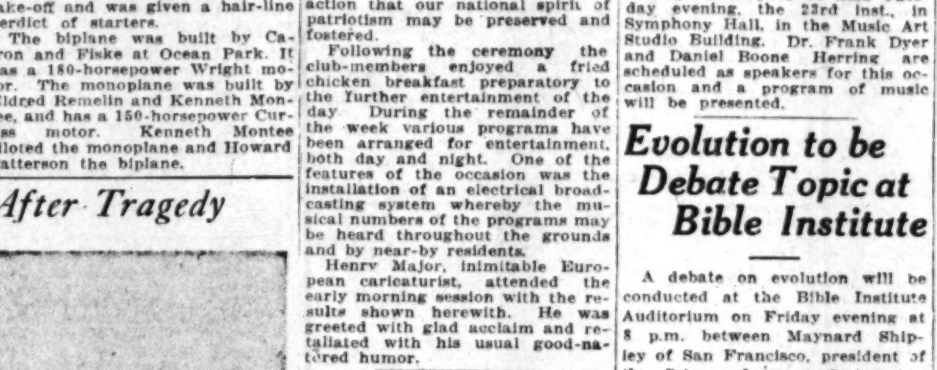 ake-off and was given a hair-line
erdict of starters.
The biplane was built by Ca-
ron and Fiske at Ocean Park. It
as a 180-horsepower Wright mo-
or. The monoplane was built by
ldred Remelin and Kenneth Mon-
ee, and has a 150-horsepower Cur-
ss motor. Kenneth Montee
iloted the monoplane and Howard
atterson the biplane.
After Tragedy
action that our national spirit of
patriotism may be preserved and
fostered.
Following the ceremony the
club-members enjoyed a fried
chicken breakfast preparatory to
the further entertainment of the
day. During the remainder of
the week various programs have
been arranged for entertainment,
both day and night. One of the
features of the occasion was the
installation of an electrical broad-
casting system whereby the mu-
sical numbers of the programs may
be heard throughout the grounds
and by near-by residents.
Henry Major, inimitable Euro-
pean caricaturist, attended the
early morning session with the re-
sults shown herewith. He was
greeted with glad acclaim and re-
taliated with his usual good-na-
tured humor.
day evening, the 23rd inst., in
Symphony Hall, in the Music Art
Studio Building. Dr. Frank Dyer
and Daniel Boone Herring are
scheduled as speakers for this oc-
casion and a program of music
will be presented.
Evolution to be
Debate Topic at
Bible Institute
A debate on evolution will be
conducted at the Bible Institute
Auditorium on Friday evening at
8 p.m. between Maynard Ship-
ley of San Francisco, president of